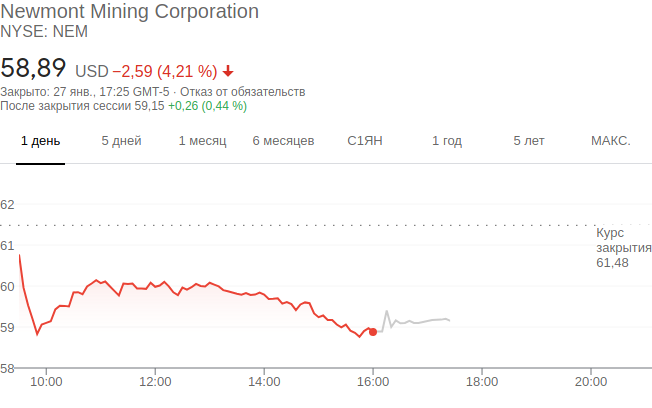 Newmont Mining Corporation
NYSE: NEM
58,89 USD −2,59 (4,21 %)
Закрыто: 27 янв., 17:25 GMT-5 · Отказ от обязательств
После закрытия сессии 59,15 +0,26 (0,44 %)
1 день 5 дней 1 месяц 6 месяцев С1ЯН 1 год 5 лет МАКС.
62
Курс
61
закрытия
61,48
60
59
58
10:00 12:00 14:00 16:00 18:00 20:00